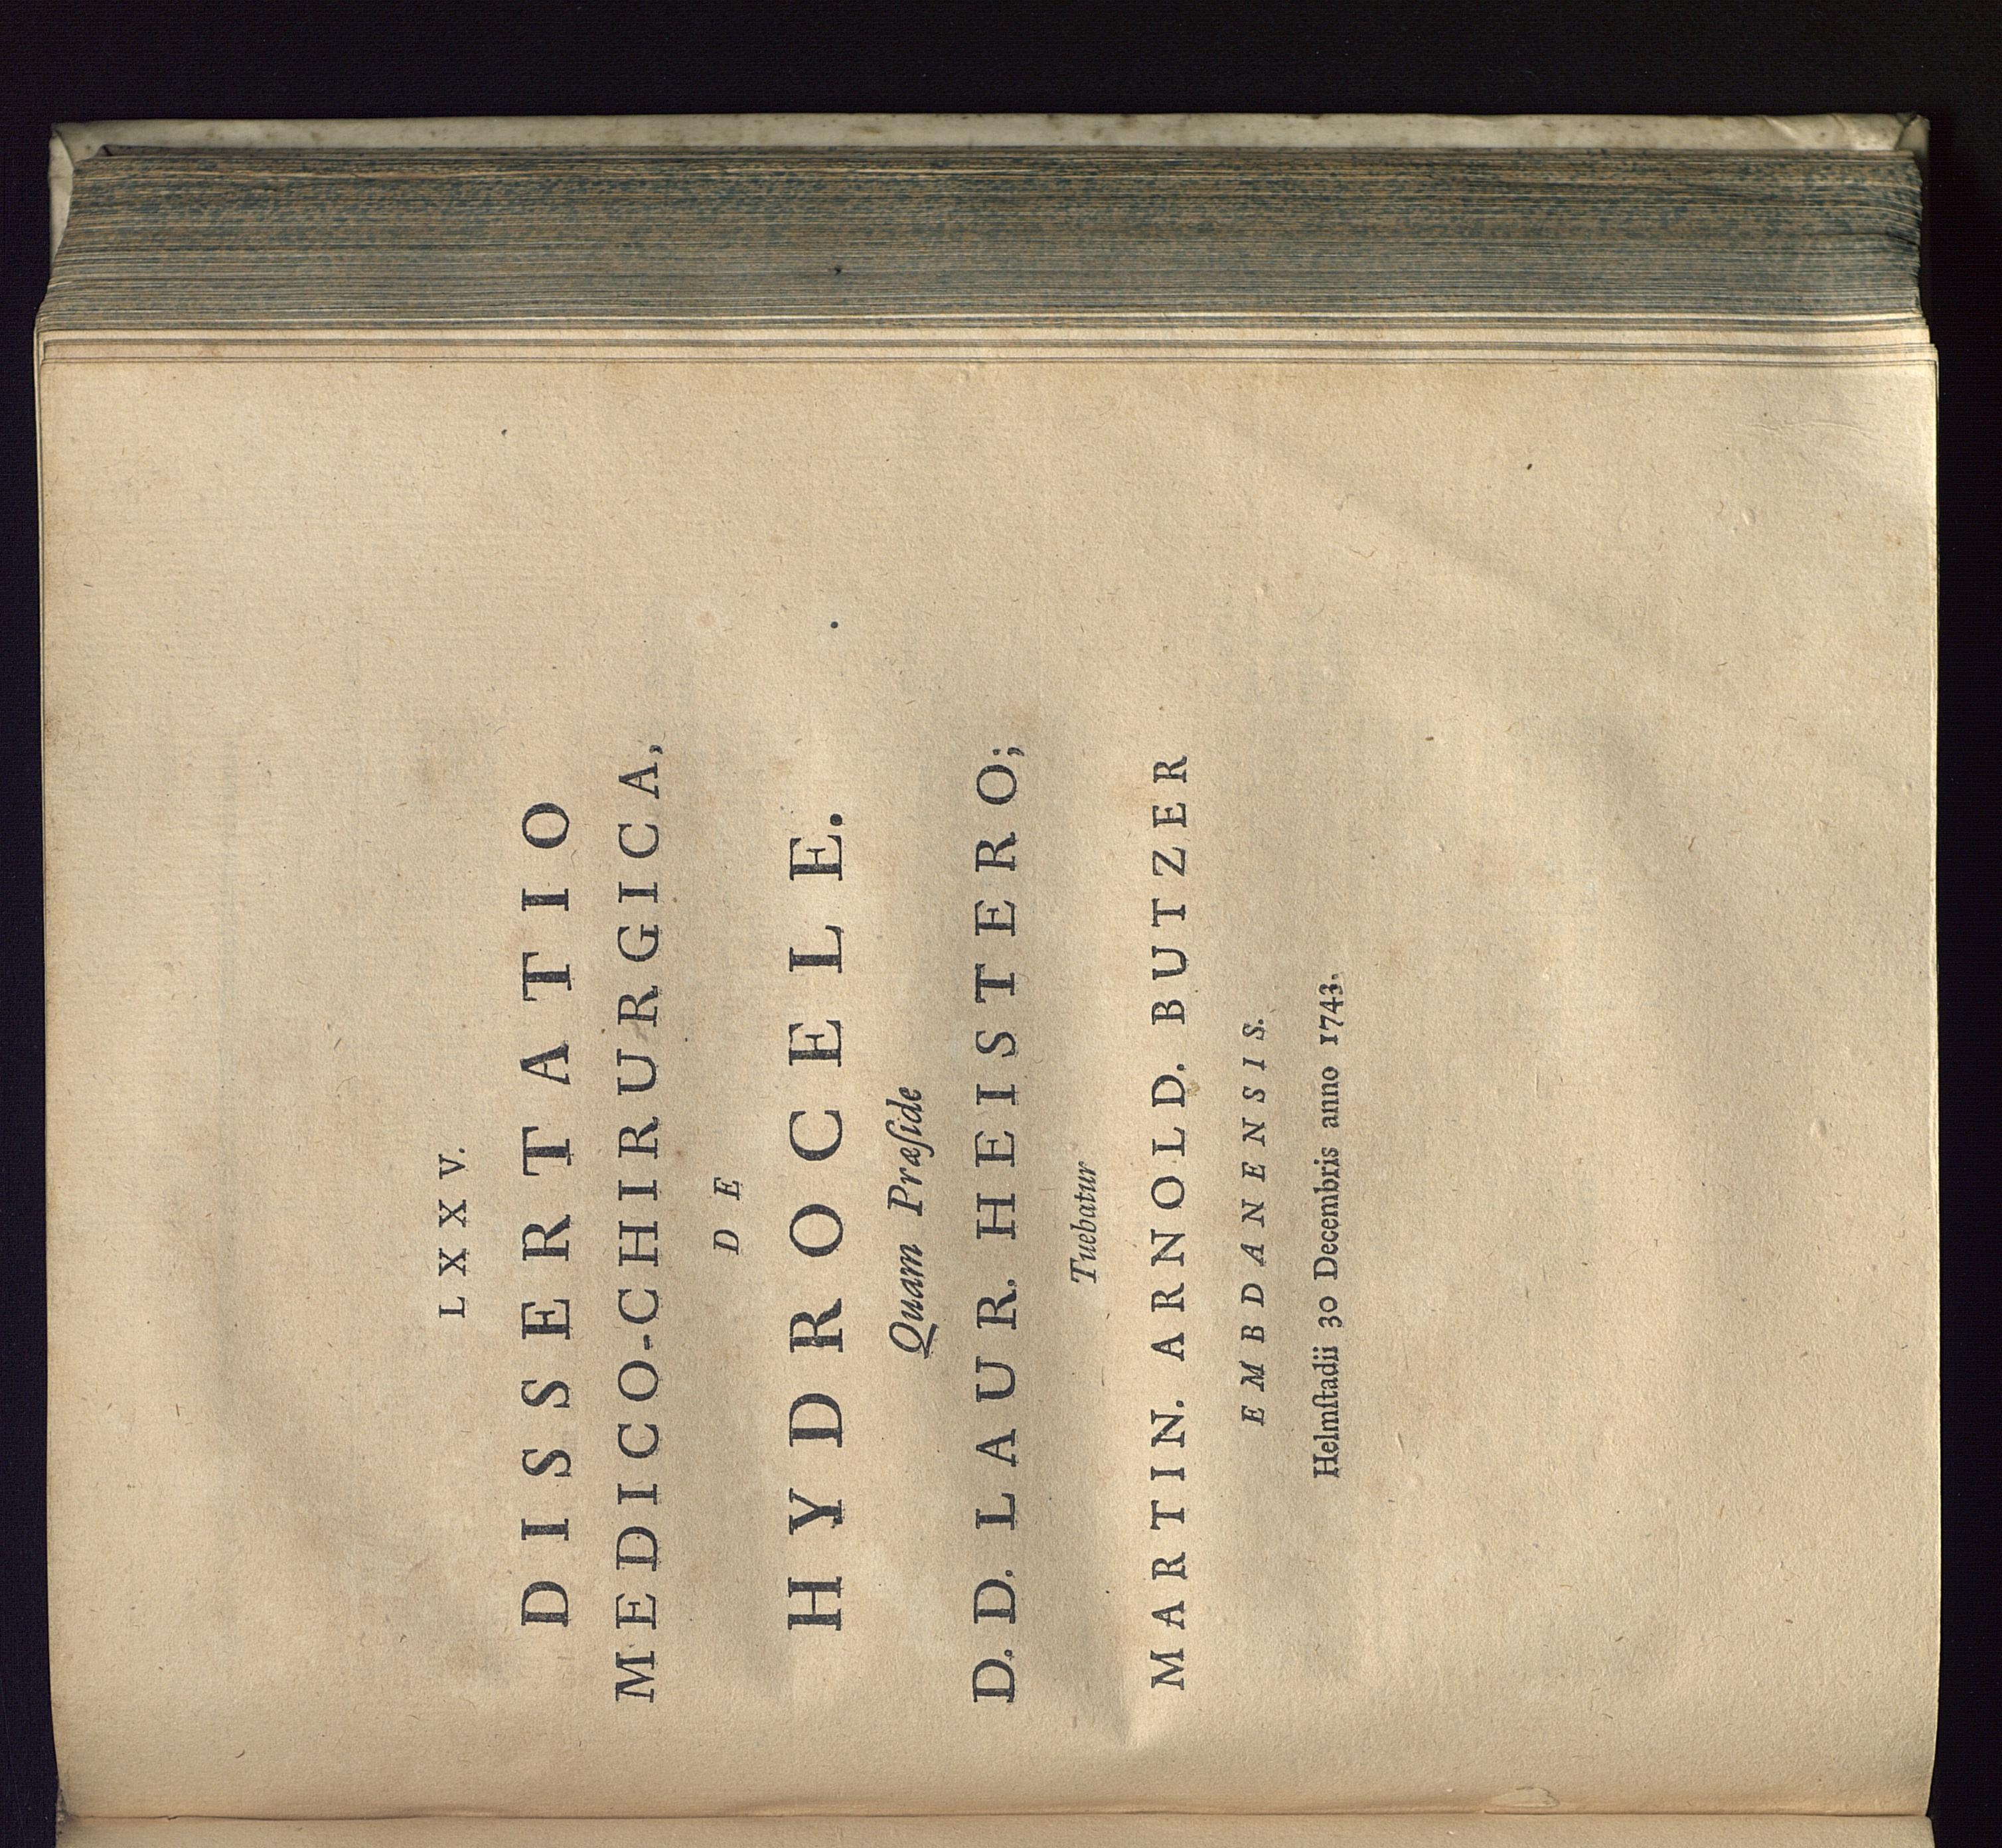 LXXV.
DISSERTATIO
MEDICO-CHIRURGICA,
DE
HYDROCELE.
Quam Præſide
D. D. LAUR. HEISTERO;
Tuebatur
MARTIN. ARNOLD. BUTZER
EMBDANENSIS.
Helmſtadii 30 Decembris anno 1743.